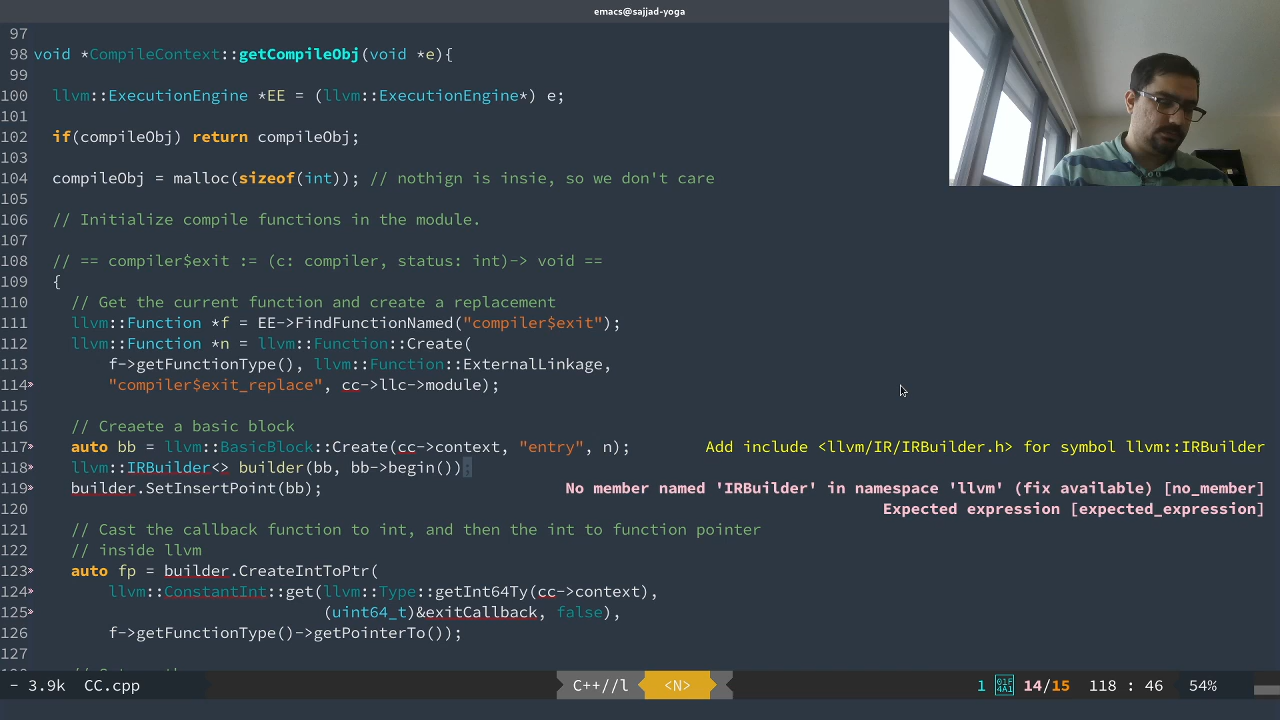 emacs@sajjad-yoga
97
98 void *CompileContext::getCompileObj(void *e){
99
100 llvm::ExecutionEngine *EE = (llvm::ExecutionEngine*) e;
101
102 if(compileObj) return compileObj;
103
104 compileObj = malloc(sizeof(int)); // nothign is insie, so we don't care
105
106 // Initialize compile functions in the module.
107
108 // == compiler$exit := (c: compiler, status: int)-> void ==
109 {
110 // Get the current function and create a replacement
111 llvm::Function *f = EE->FindFunctionNamed("compiler$exit");
112 llvm::Function *n = llvm::Function::Create(
113 f->getFunctionType(), llvm::Function::ExternalLinkage,
114» "compiler$exit_replace", cc->llc->module);
115
116 // Creaete a basic block
117» auto bb = llvm::BasicBlock::Create(cc->context, "entry", n); Add include <llvm/IR/IRBuilder.h> for symbol llvm::IRBuilder
118» llvm::IRBuilder<> builder(bb, bb->begin());
119» builder.SetInsertPoint(bb); No member named 'IRBuilder' in namespace 'llvm' (fix available) [no_member]
120 Expected expression [expected_expression]
121 // Cast the callback function to int, and then the int to function pointer
122 // inside llvm
123» auto fp = builder.CreateIntToPtr(
124» llvm::ConstantInt::get(llvm::Type::getInt64Ty(cc->context),
125» (uint64_t)&exitCallback, false),
126 f->getFunctionType()->getPointerTo());
127
- 3.9k CC.cpp C++//l <N> 1 01F4A1 14/15 118 : 46 54%